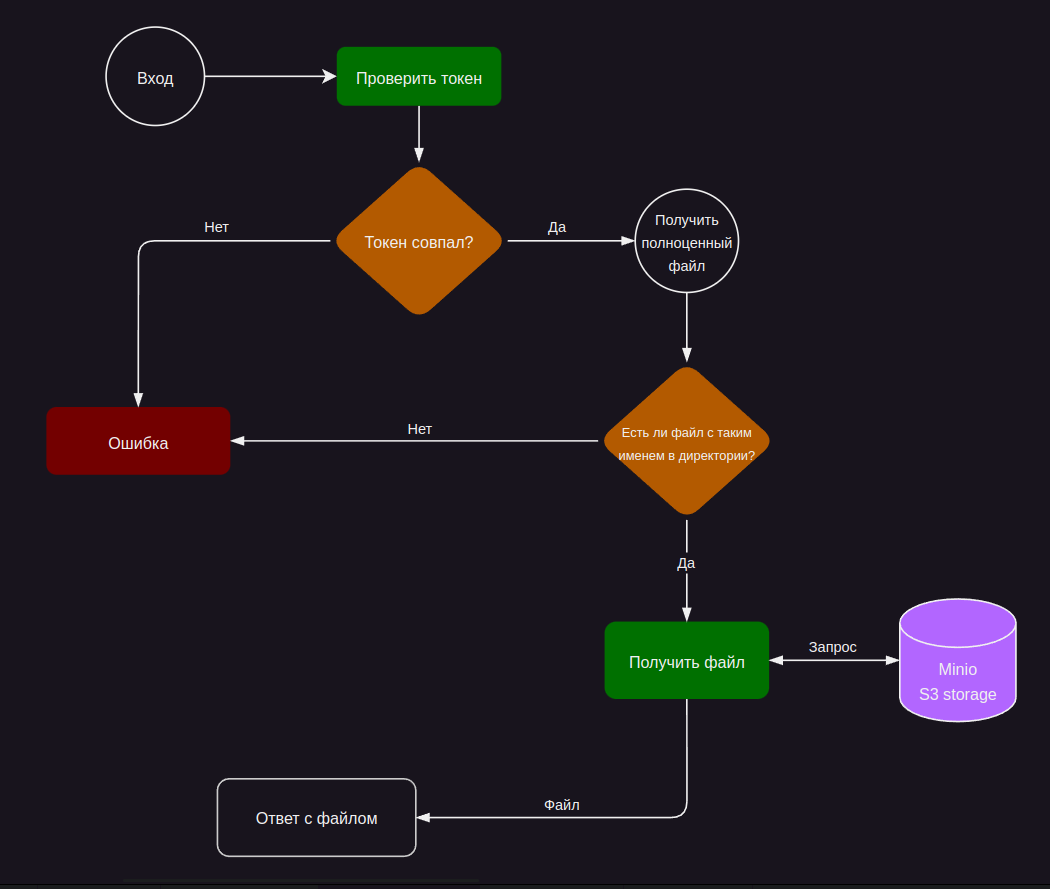 Вход
Проверить токен
Нет
Токен совпал?
Да
Получить
полноценный
файл
Ошибка
Нет
Есть ли файл с таким
именем в директории?
Да
Получить файл
Запрос
Minio
S3 storage
Файл
Ответ с файлом